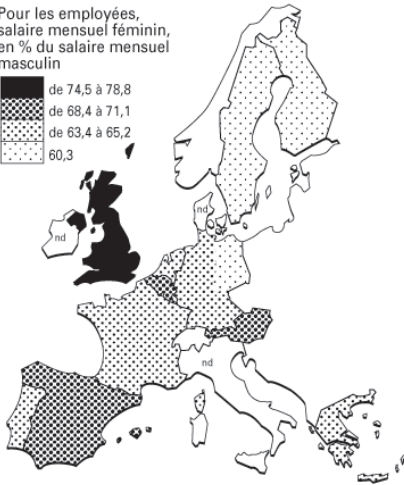 Pour les employées,
salaire mensuel féminin,
en % du salaire mensuel
masculin
de 74,5 à 78,8
de 68,4 à 71,1
de 63,4 à 65,2
60,3
nd
nd
nd